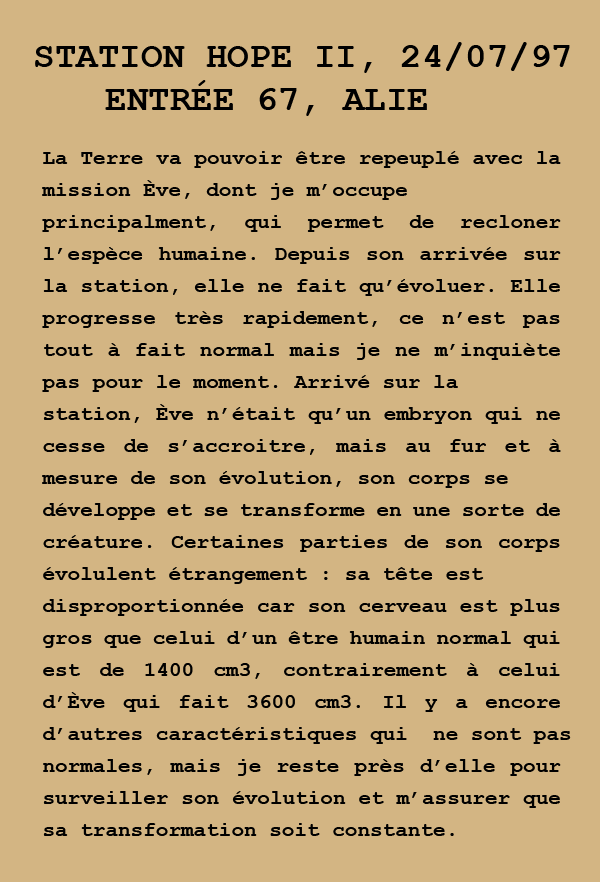 STATION HOPE II, 24/07/97
ENTRÉE 67, ALIE
La Terre va pouvoir être repeuplé avec la
mission Ève, dont je m’occupe
principalment, qui permet de recloner
l’espèce humaine. Depuis son arrivée sur
la station, elle ne fait qu’évoluer. Elle
progresse très rapidement, ce n’est pas
tout à fait normal mais je ne m’inquiète
pas pour le moment. Arrivé sur la
station, Ève n’était qu’un embryon qui ne
cesse de s’accroitre, mais au fur et à
mesure de son évolution, son corps se
développe et se transforme en une sorte de
créature. Certaines parties de son corps
évolulent étrangement : sa tête est
disproportionnée car son cerveau est plus
gros que celui d’un être humain normal qui
est de 1400 cm3, contrairement à celui
d’Ève qui fait 3600 cm3. Il y a encore
d’autres caractéristiques qui ne sont pas
normales, mais je reste près d’elle pour
surveiller son évolution et m’assurer que
sa transformation soit constante.